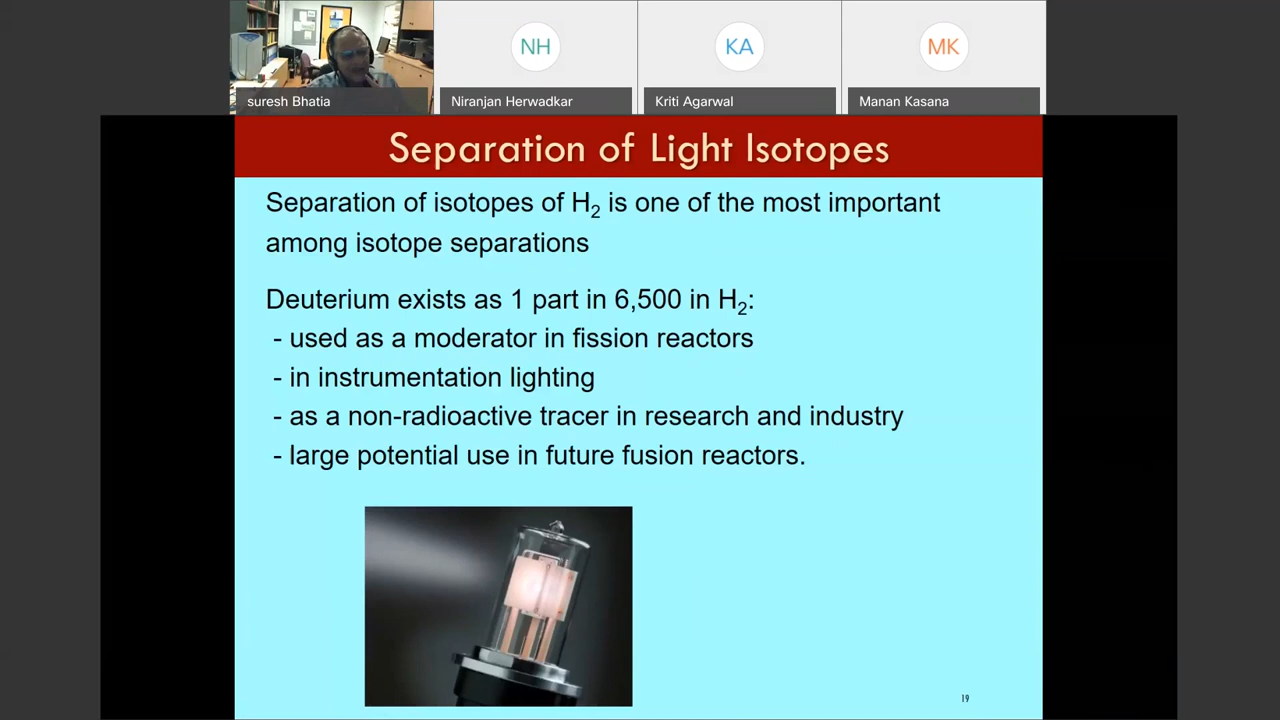 NH
KA
MK
suresh Bhatia
Niranjan Herwadkar
Kriti Agarwal
Manan Kasana
Separation of Light Isotopes
Separation of isotopes of H₂ is one of the most important
among isotope separations
Deuterium exists as 1 part in 6,500 in H₂:
- used as a moderator in fission reactors
- in instrumentation lighting
- as a non-radioactive tracer in research and industry
- large potential use in future fusion reactors.
19